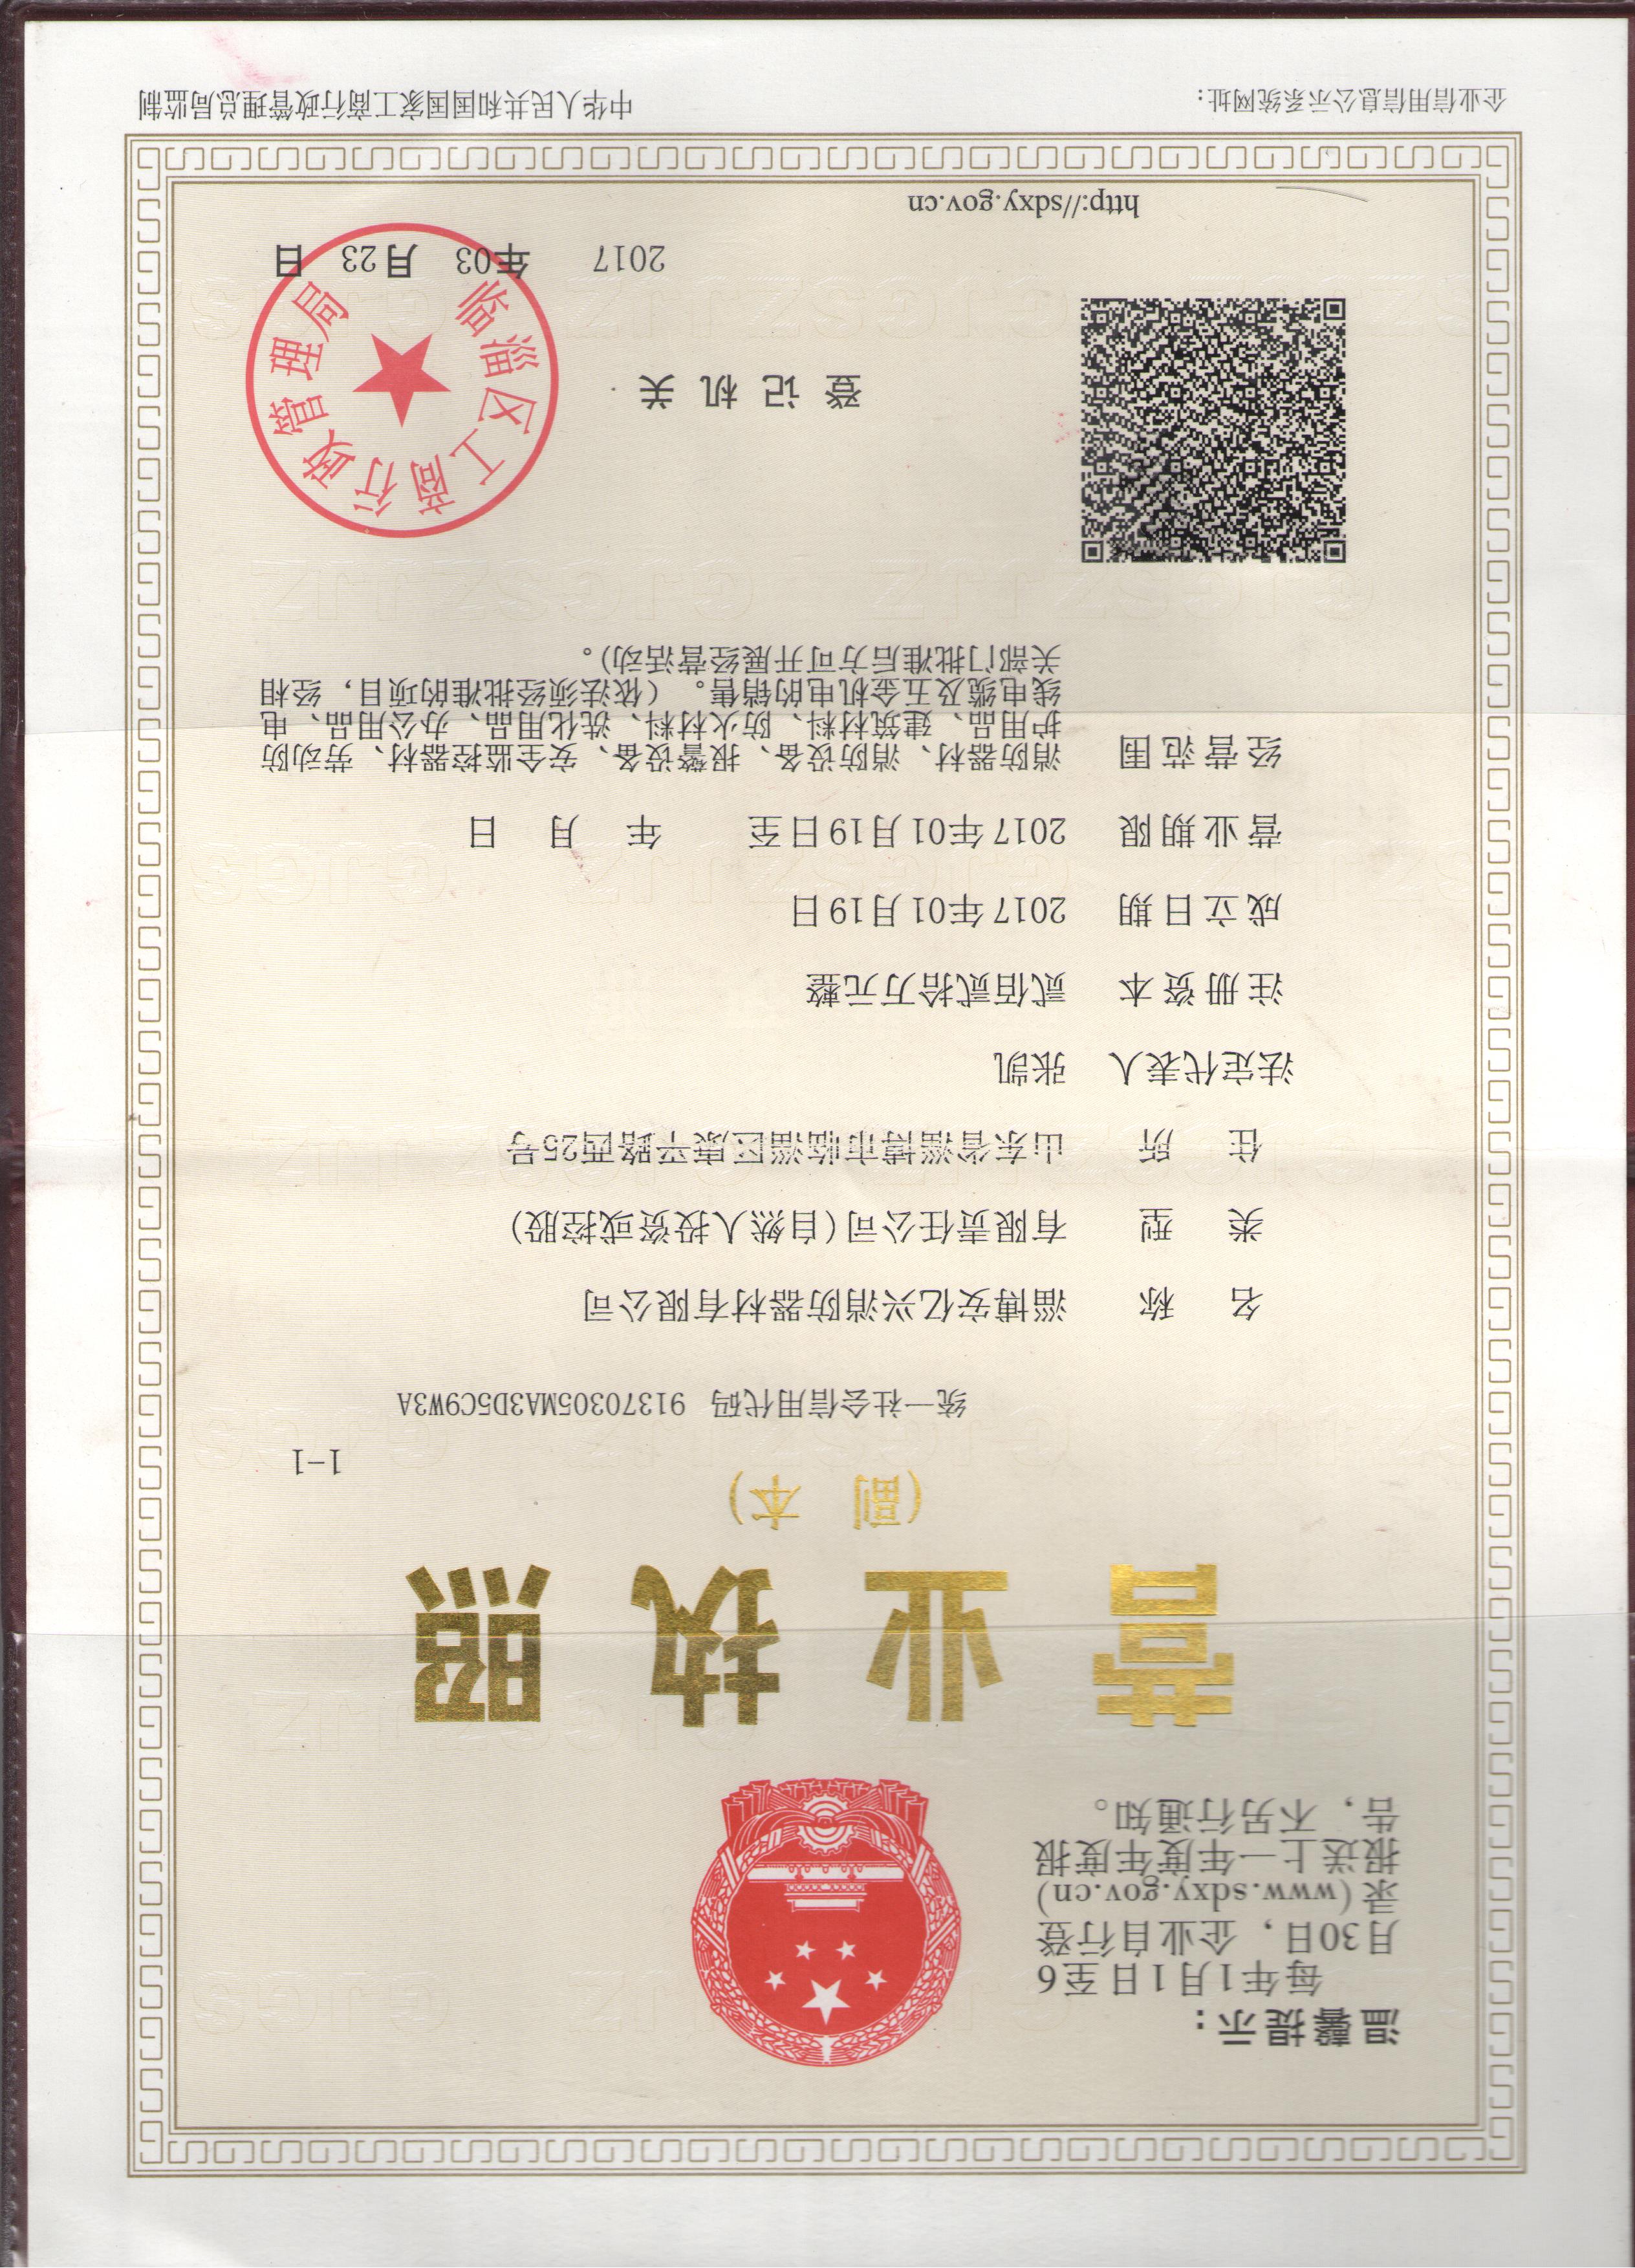 温馨提示：
每年1月1日至6
月30日，企业自行登
录(www.sdxy.gov.cn)
报送上一年度年度报
告，不另行通知。
营业执照
(副本)
1-1
统一社会信用代码 91370305MA3D5C9W3A
名称 淄博安亿兴消防器材有限公司
类型 有限责任公司(自然人投资或控股)
住所 山东省淄博市临淄区康平路西25号
法定代表人 张凯
注册资本 贰佰贰拾万元整
成立日期 2017年01月19日
营业期限 2017年01月19日至 年 月 日
经营范围 消防器材、消防设备、报警设备、安全监控器材、劳动防
护用品、建筑材料、防火材料、洗化用品、办公用品、电
线电缆及五金机电的销售。（依法须经批准的项目，经相
关部门批准后方可开展经营活动)。
登记机关
临淄区工商行政管理局
2017 年03 月23 日
http://sdxy.gov.cn
企业信用信息公示系统网址：
中华人民共和国国家工商行政管理总局监制